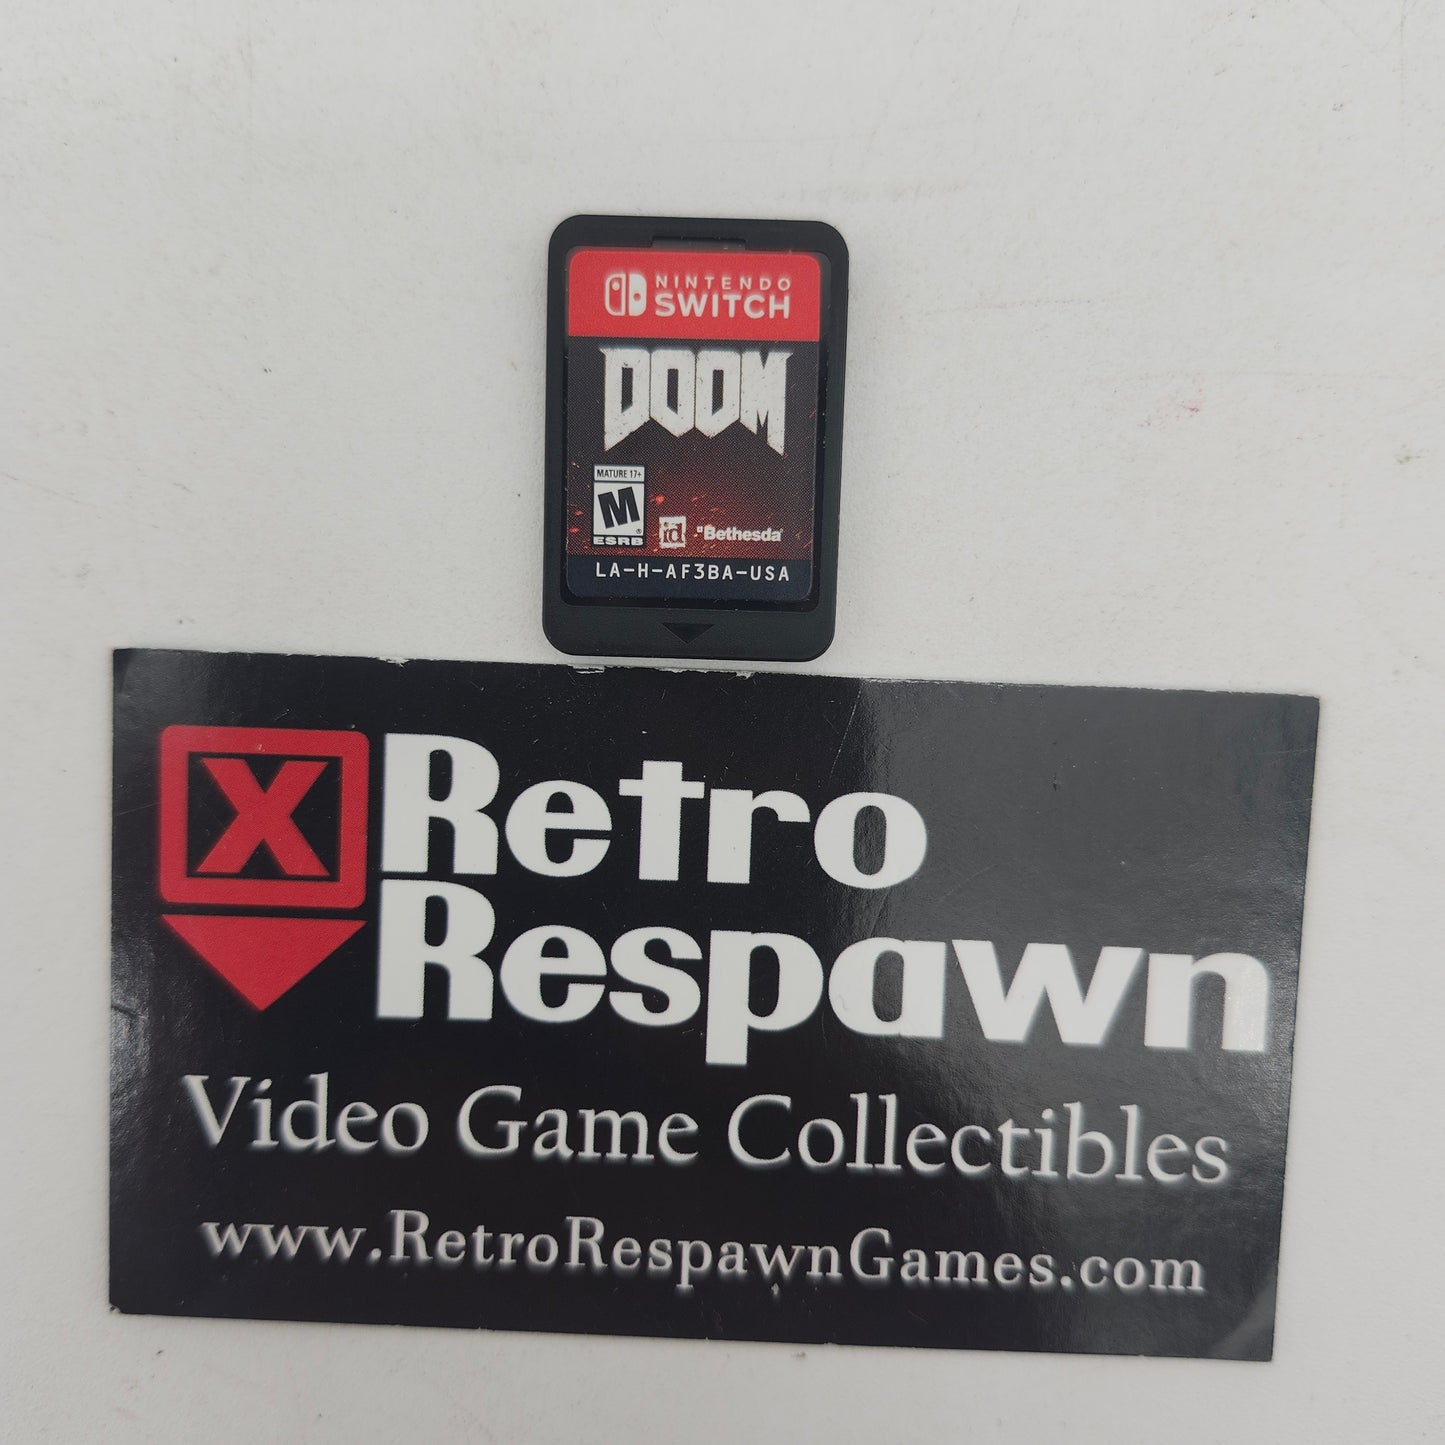 NINTENDO
SWITCH
DOOM
MATURE 17+
M
ESRB
id
Bethesda
LA-H-AF3BA-USA
X
Retro
Respawn
Video Game Collectibles
www.RetroRespawnGames.com